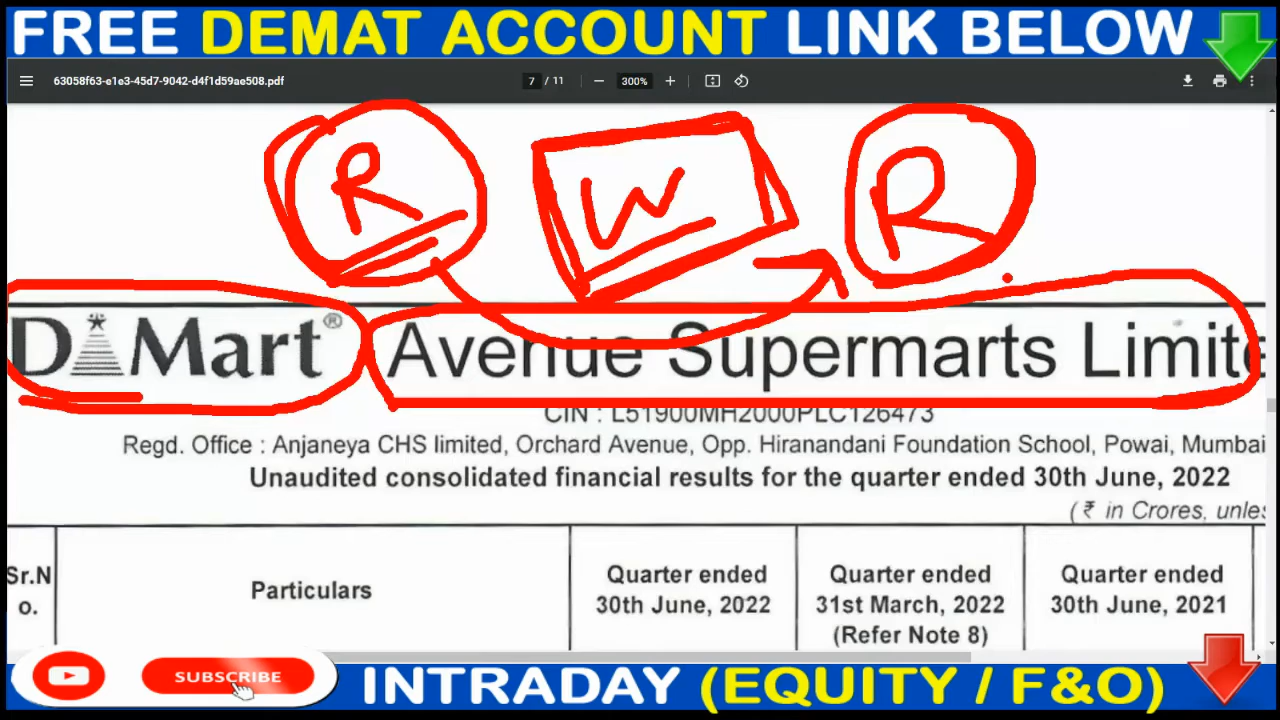 FREE DEMAT ACCOUNT LINK BELOW
63058f63-e1e3-45d7-9042-d4f1d59ae508.pdf 7 / 11 300%
R W R
D*Mart® Avenue Supermarts Limite
CIN : L51900MH2000PLC126473
Regd. Office : Anjaneya CHS limited, Orchard Avenue, Opp. Hiranandani Foundation School, Powai, Mumbai
Unaudited consolidated financial results for the quarter ended 30th June, 2022
(₹ in Crores, unles
Sr.N
o.
Particulars
Quarter ended
30th June, 2022
Quarter ended
31st March, 2022
(Refer Note 8)
Quarter ended
30th June, 2021
SUBSCRIBE
INTRADAY (EQUITY / F&O)